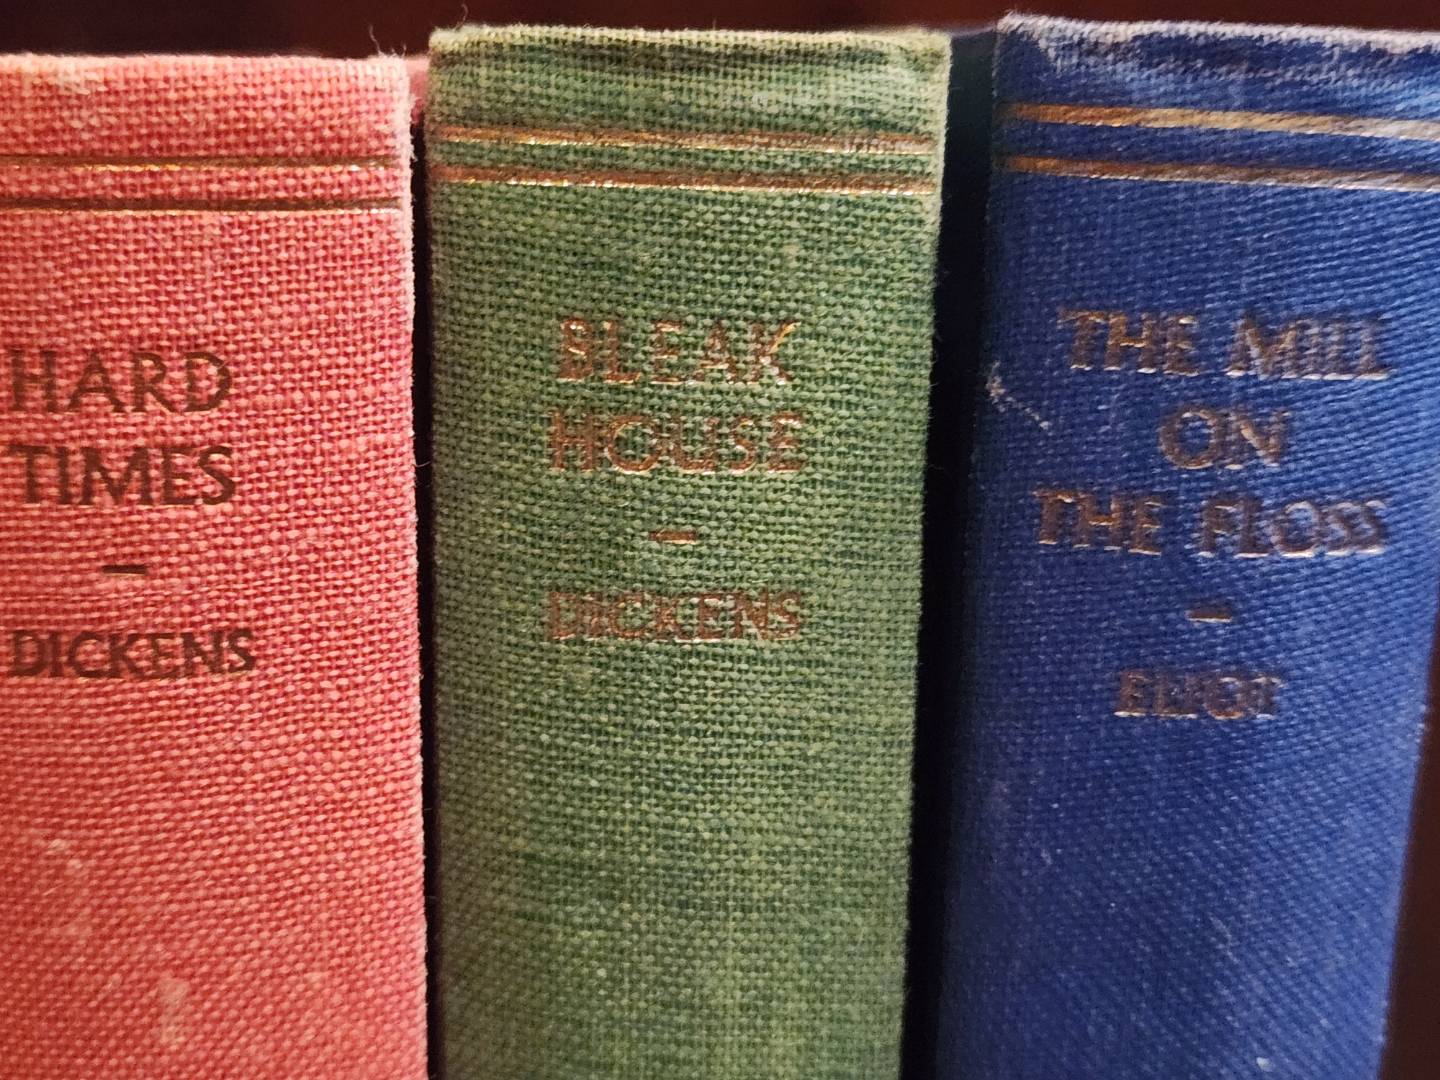 HARD
TIMES
–
DICKENS
BLEAK
HOUSE
–
DICKENS
THE MILL
ON
THE FLOSS
–
ELIOT